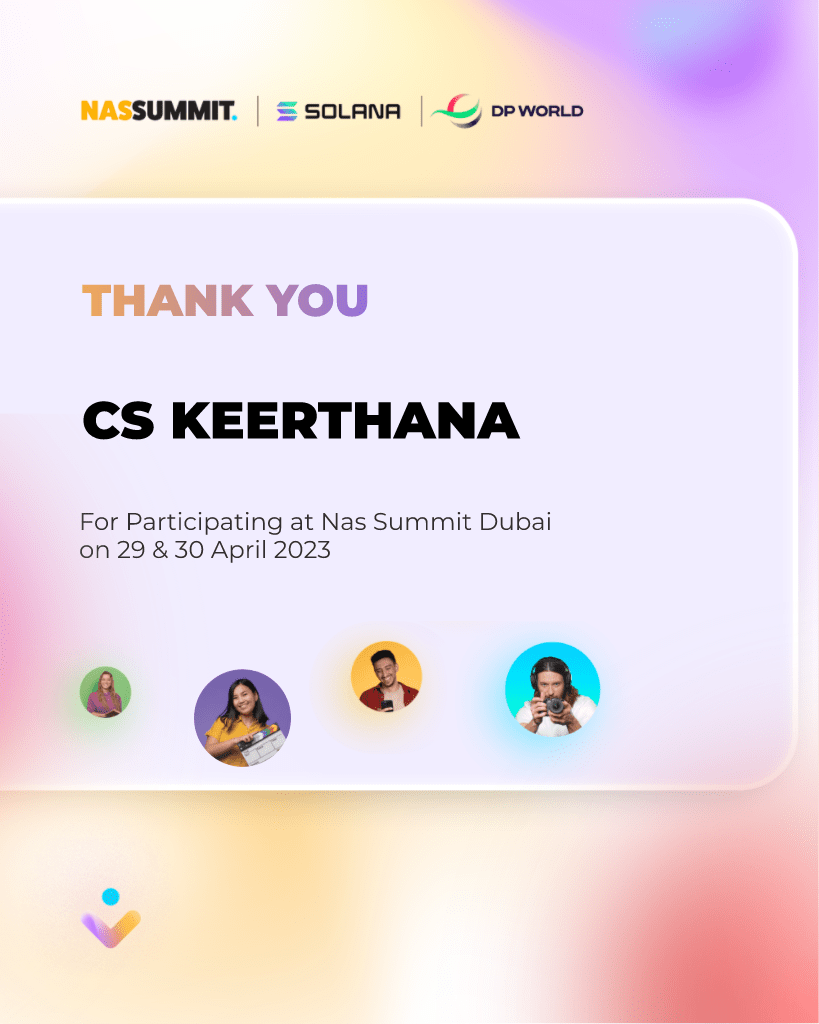 NASSUMMIT.
SOLANA
DP WORLD
THANK YOU
CS KEERTHANA
For Participating at Nas Summit Dubai
on 29 & 30 April 2023